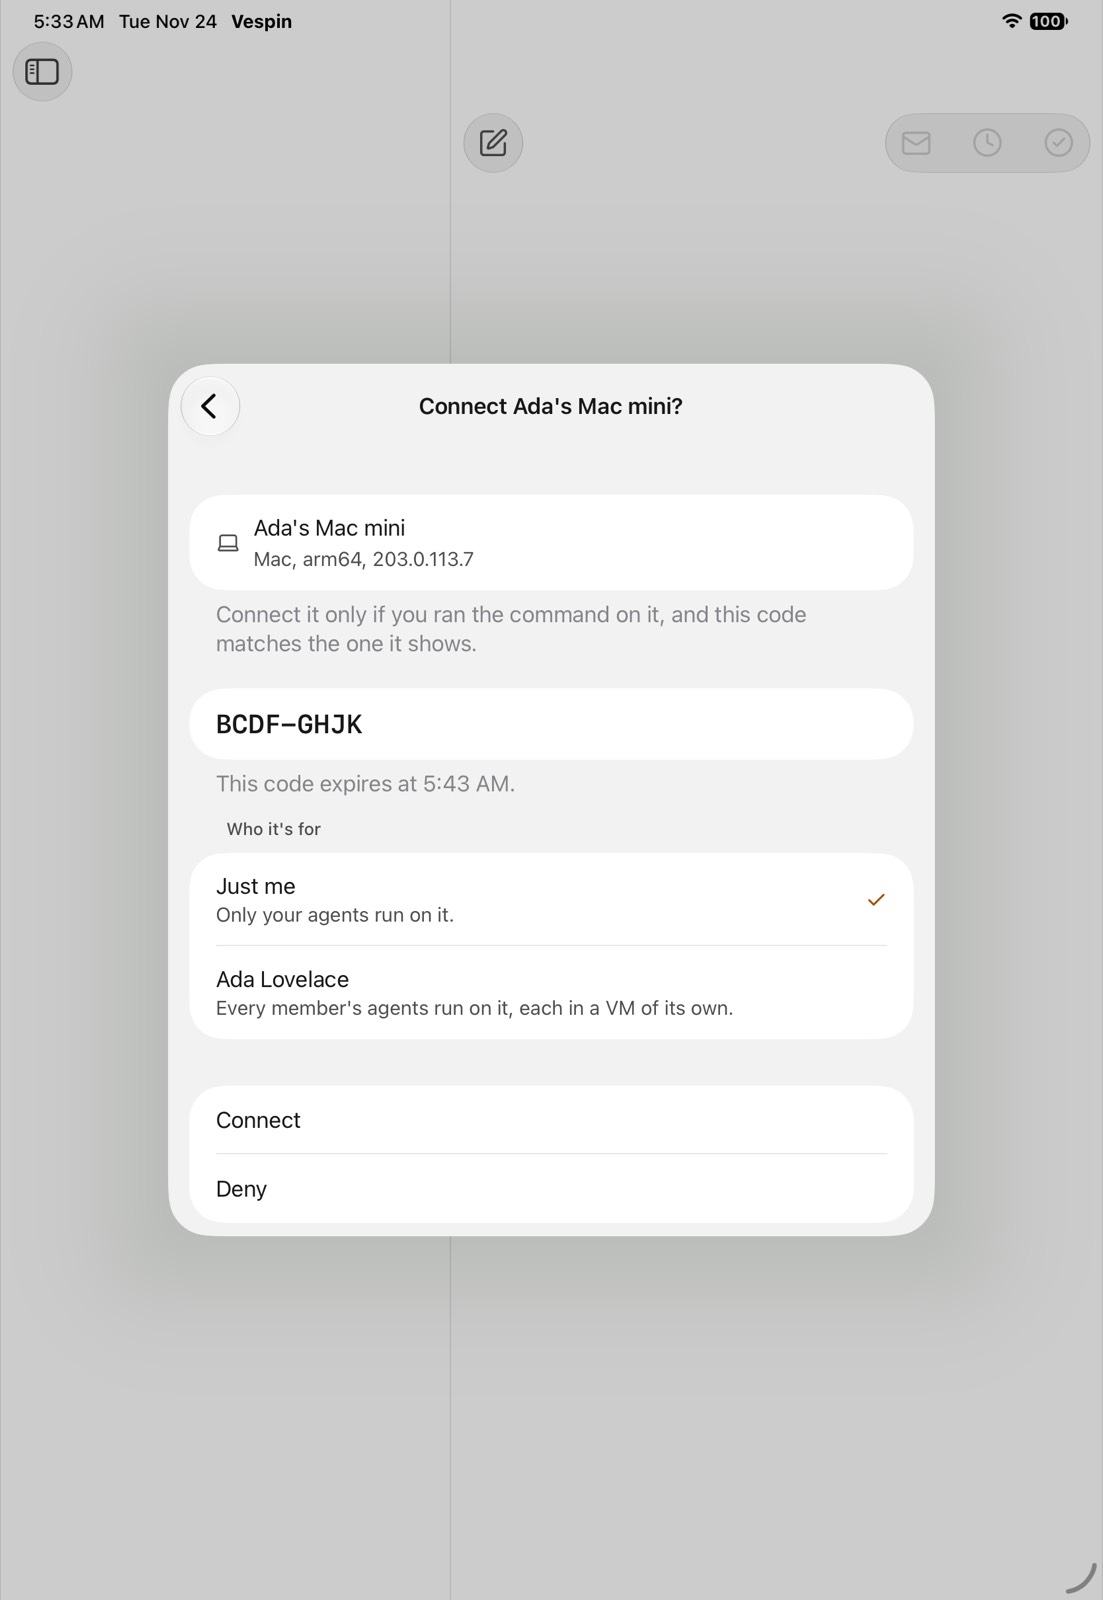 5:33 AM Tue Nov 24 Vespin
100
Connect Ada's Mac mini?
Ada's Mac mini
Mac, arm64, 203.0.113.7
Connect it only if you ran the command on it, and this code
matches the one it shows.
BCDF–GHJK
This code expires at 5:43 AM.
Who it's for
Just me
Only your agents run on it.
Ada Lovelace
Every member's agents run on it, each in a VM of its own.
Connect
Deny